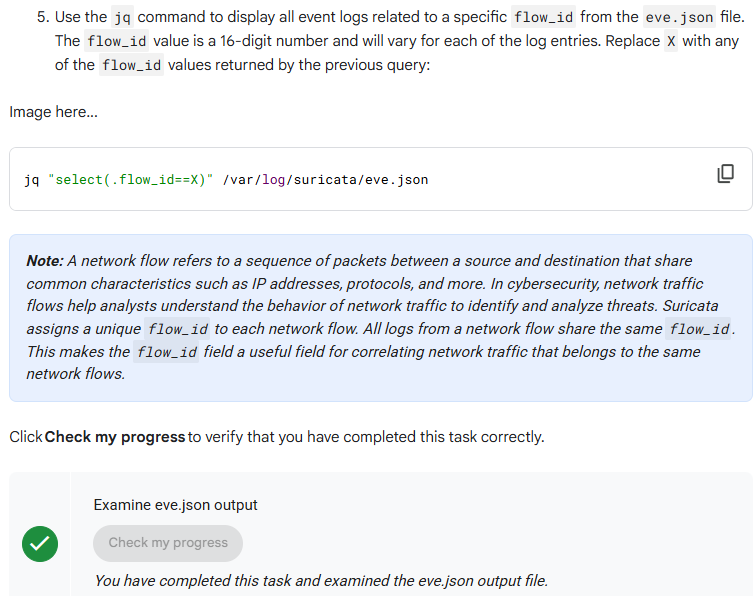 5. Use the jq command to display all event logs related to a specific flow_id from the eve.json file.
The flow_id value is a 16-digit number and will vary for each of the log entries. Replace X with any
of the flow_id values returned by the previous query:
Image here...
jq "select(.flow_id==X)" /var/log/suricata/eve.json
Note: A network flow refers to a sequence of packets between a source and destination that share
common characteristics such as IP addresses, protocols, and more. In cybersecurity, network traffic
flows help analysts understand the behavior of network traffic to identify and analyze threats. Suricata
assigns a unique flow_id to each network flow. All logs from a network flow share the same flow_id.
This makes the flow_id field a useful field for correlating network traffic that belongs to the same
network flows.
Click Check my progress to verify that you have completed this task correctly.
Examine eve.json output
Check my progress
You have completed this task and examined the eve.json output file.